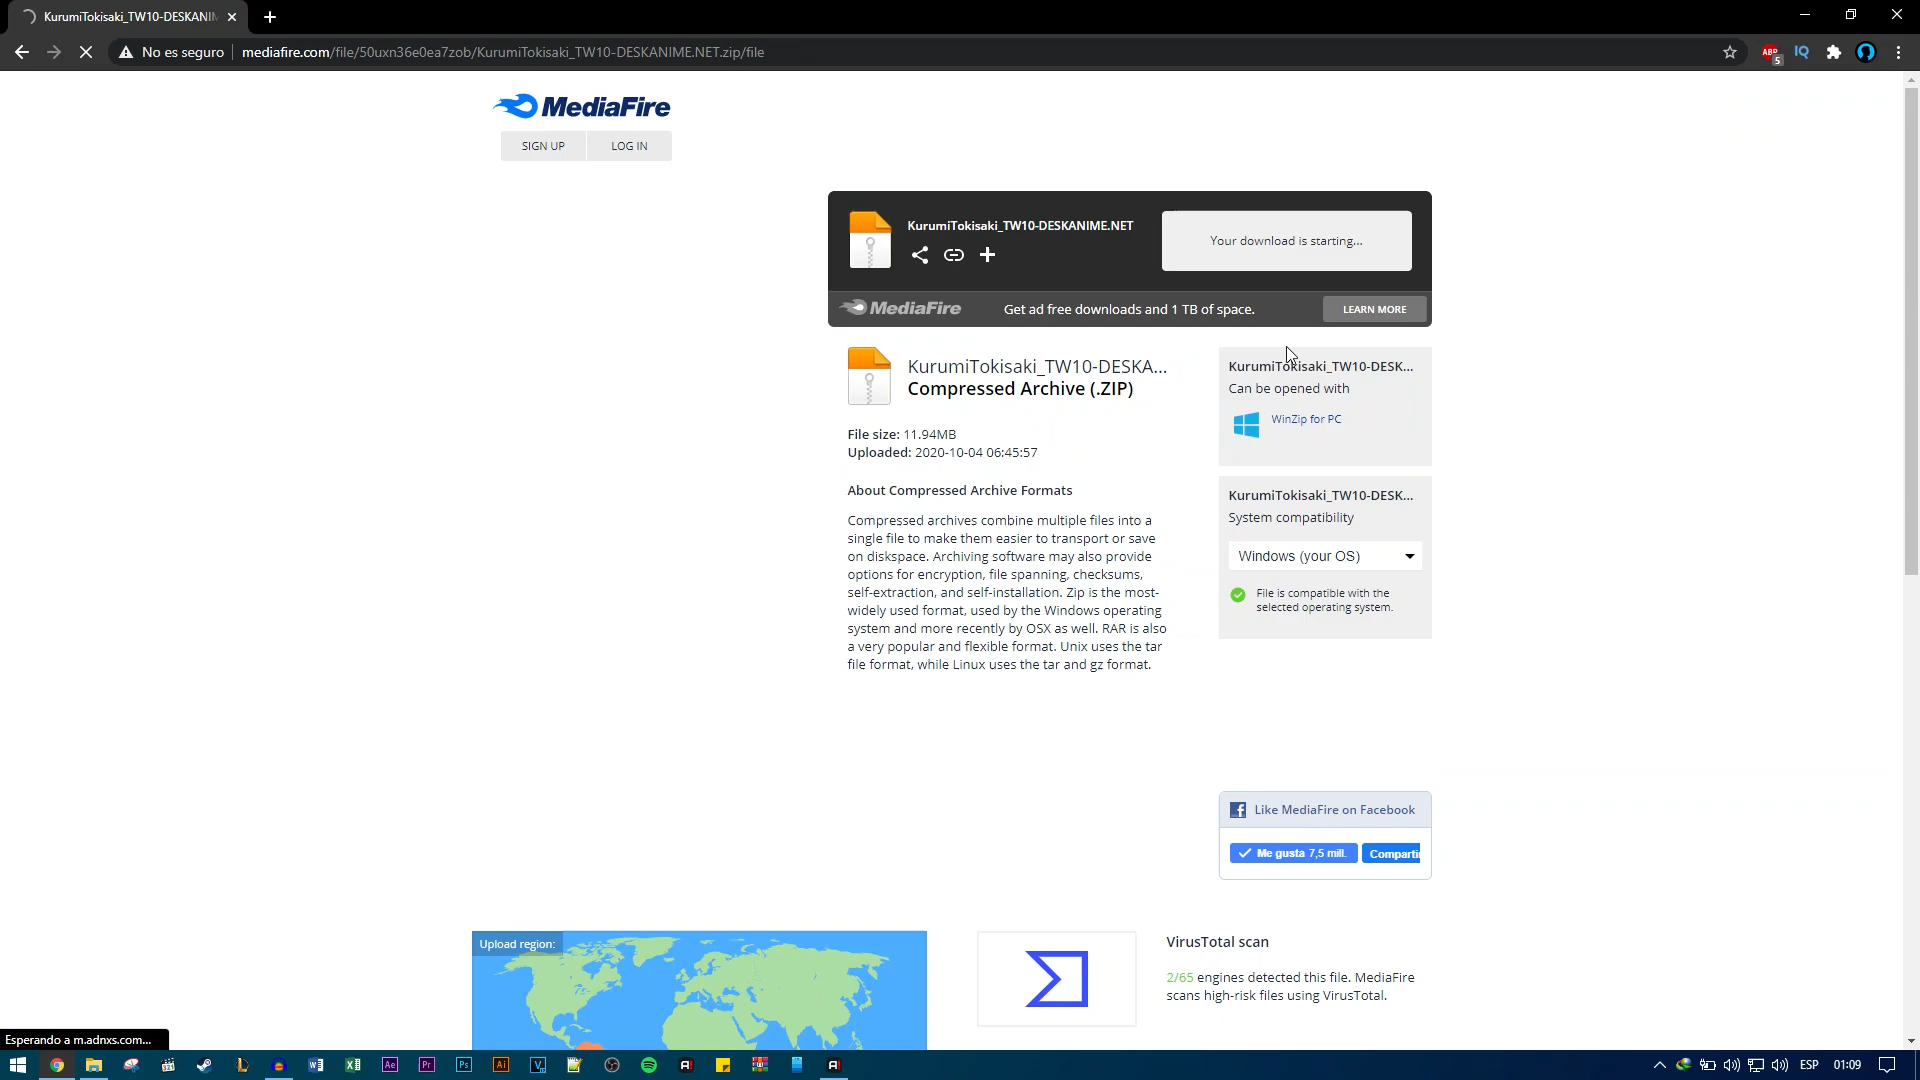 KurumiTokisaki_TW10-DESKANIM
No es seguro
mediafire.com/file/50uxn36e0ea7zob/KurumiTokisaki_TW10-DESKANIME.NET.zip/file
ABP
5
IQ
MediaFire
SIGN UP
LOG IN
KurumiTokisaki_TW10-DESKANIME.NET
Your download is starting...
MediaFire
Get ad free downloads and 1 TB of space.
LEARN MORE
KurumiTokisaki_TW10-DESKA...
Compressed Archive (.ZIP)
File size: 11.94MB
Uploaded: 2020-10-04 06:45:57
About Compressed Archive Formats
Compressed archives combine multiple files into a
single file to make them easier to transport or save
on diskspace. Archiving software may also provide
options for encryption, file spanning, checksums,
self-extraction, and self-installation. Zip is the most-
widely used format, used by the Windows operating
system and more recently by OSX as well. RAR is also
a very popular and flexible format. Unix uses the tar
file format, while Linux uses the tar and gz format.
KurumiTokisaki_TW10-DESK...
Can be opened with
WinZip for PC
KurumiTokisaki_TW10-DESK...
System compatibility
Windows (your OS)
File is compatible with the
selected operating system.
Like MediaFire on Facebook
Me gusta 7,5 mill.
Comparti
Upload region:
VirusTotal scan
2/65 engines detected this file. MediaFire
scans high-risk files using VirusTotal.
Esperando a m.adnxs.com...
Ae
Pr
Ps
Ai
ESP
01:09